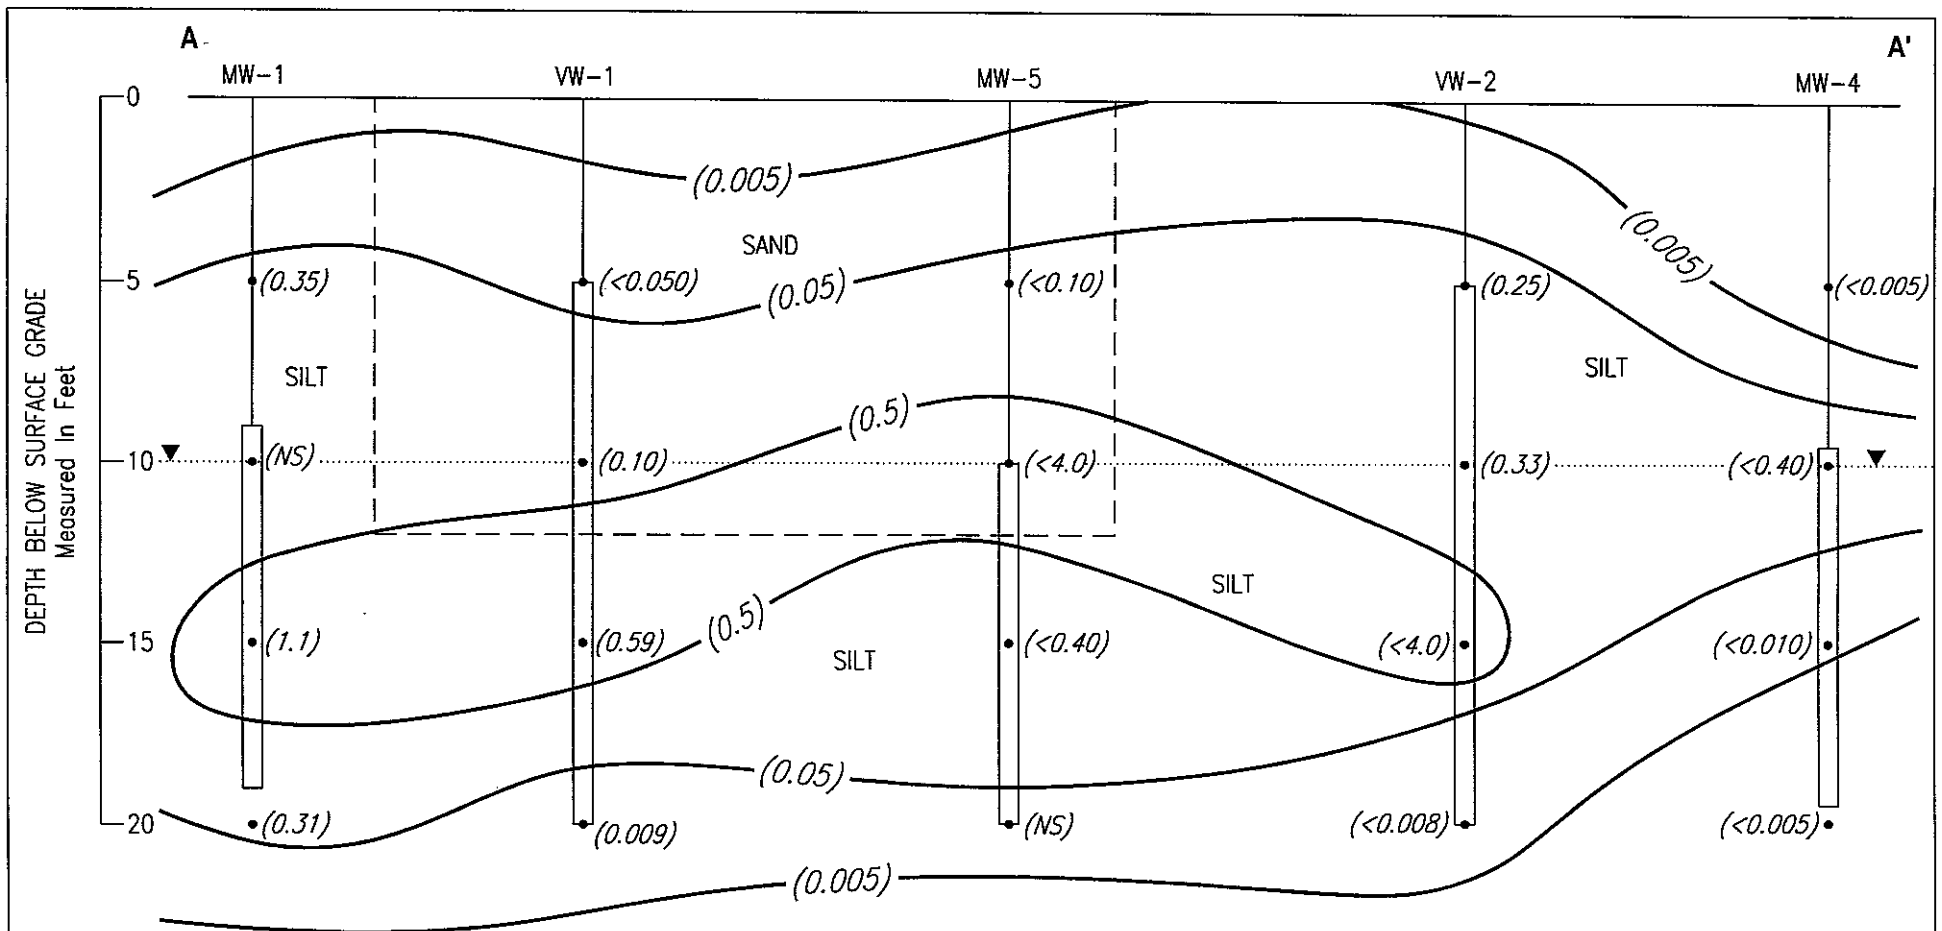 A
A'
MW-1
VW-1
MW-5
VW-2
MW-4
0
(0.005)
(0.005)
SAND
5
(0.35)
(<0.050)
(0.05)
(<0.10)
(0.25)
(<0.005)
DEPTH BELOW SURFACE GRADE
Measured In Feet
SILT
SILT
(0.5)
10
(NS)
(0.10)
(<4.0)
(0.33)
(<0.40)
SILT
15
(1.1)
(0.59)
(0.5)
SILT
(<0.40)
(<4.0)
(<0.010)
(0.05)
20
(0.31)
(0.009)
(NS)
(<0.008)
(<0.005)
(0.005)